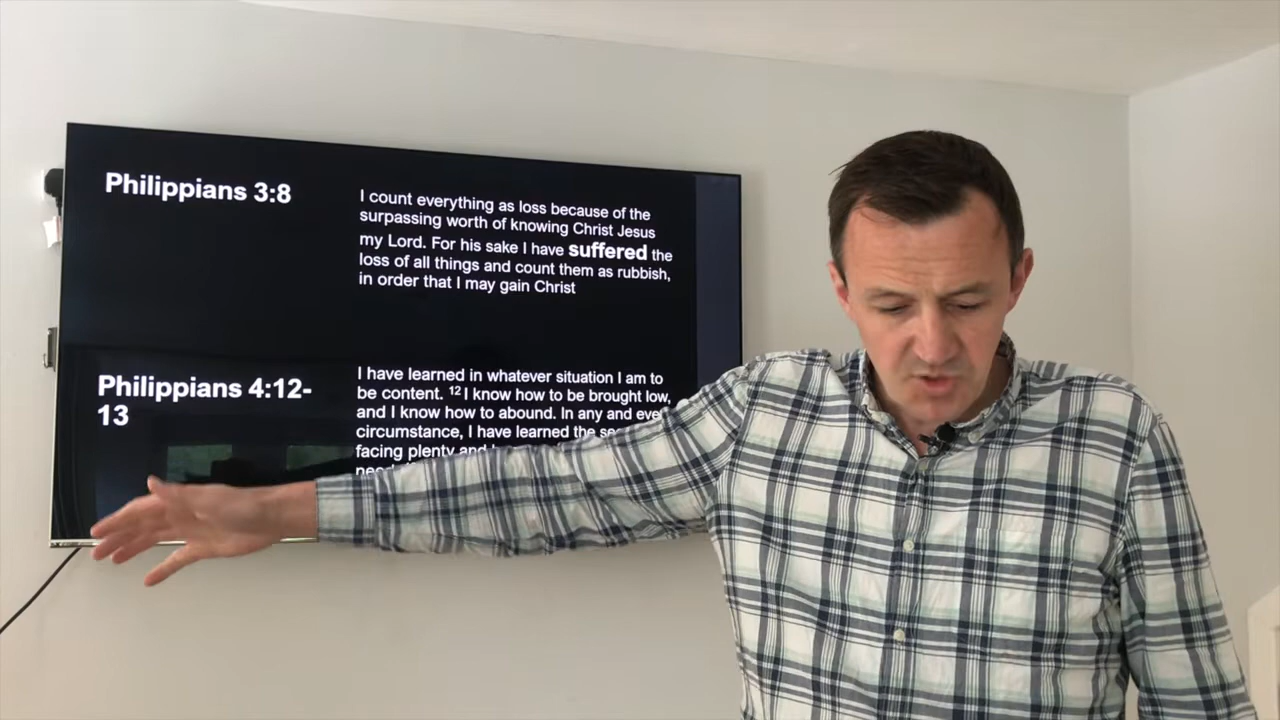 Philippians 3:8
I count everything as loss because of the
surpassing worth of knowing Christ Jesus
my Lord. For his sake I have suffered the
loss of all things and count them as rubbish,
in order that I may gain Christ
Philippians 4:12-
13
I have learned in whatever situation I am to
be content. ¹² I know how to be brought low,
and I know how to abound. In any and
circumstance, I have learned the
facing plenty and